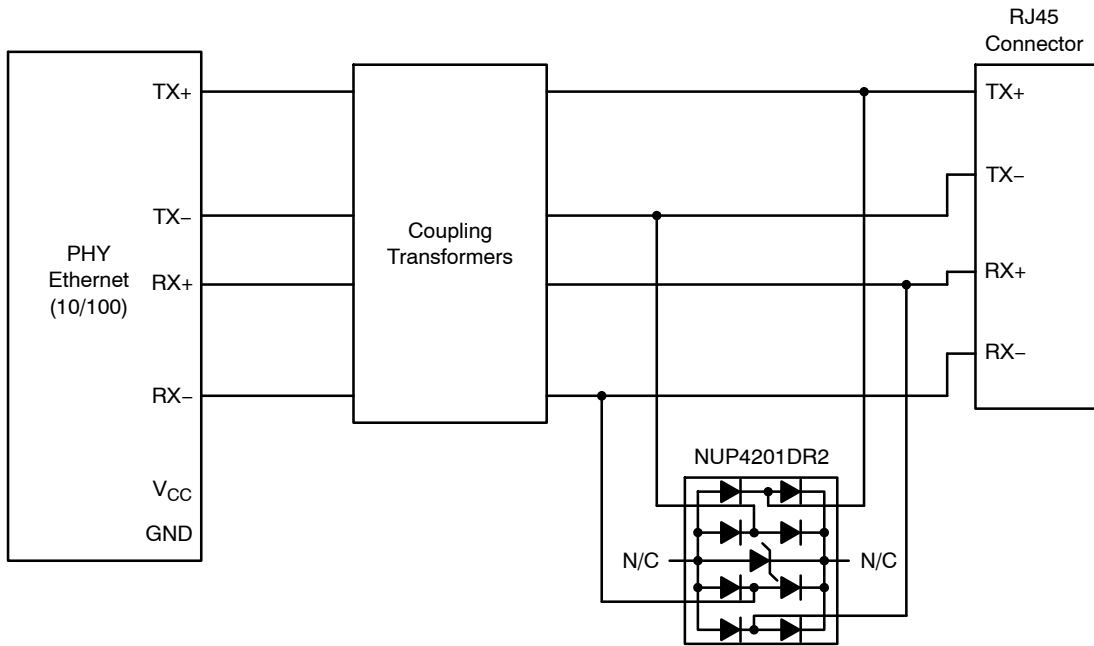 RJ45
Connector
TX+
TX+
TX−
TX−
Coupling
Transformers
PHY
Ethernet
(10/100)
RX+
RX+
RX−
RX−
NUP4201DR2
VCC
GND
N/C
N/C